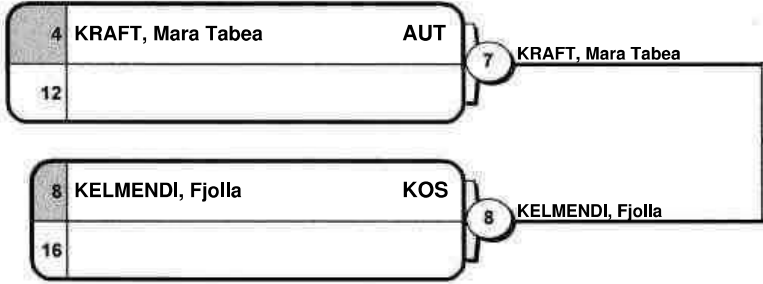 4 KRAFT, Mara Tabea AUT
7 KRAFT, Mara Tabea
12
8 KELMENDI, Fjolla KOS
8 KELMENDI, Fjolla
16